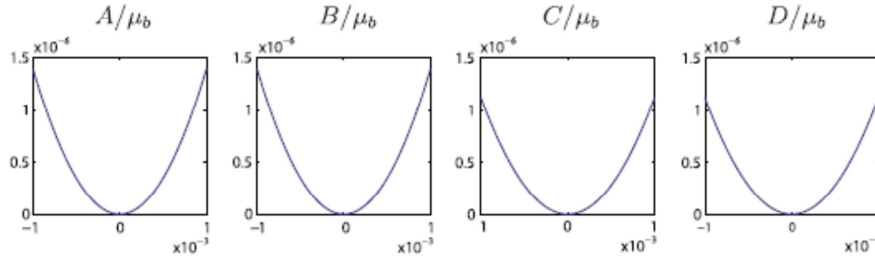 A/μ_b B/μ_b C/μ_b D/μ_b
x10⁻⁶ x10⁻⁶ x10⁻⁶ x10⁻⁶
1.5 1.5 1.5 1.5
1 1 1 1
0.5 0.5 0.5 0.5
0 0 0 0
−1 0 1 −1 0 1 1 0 1 −1 0
x10⁻³ x10⁻³ x10⁻³ x10⁻